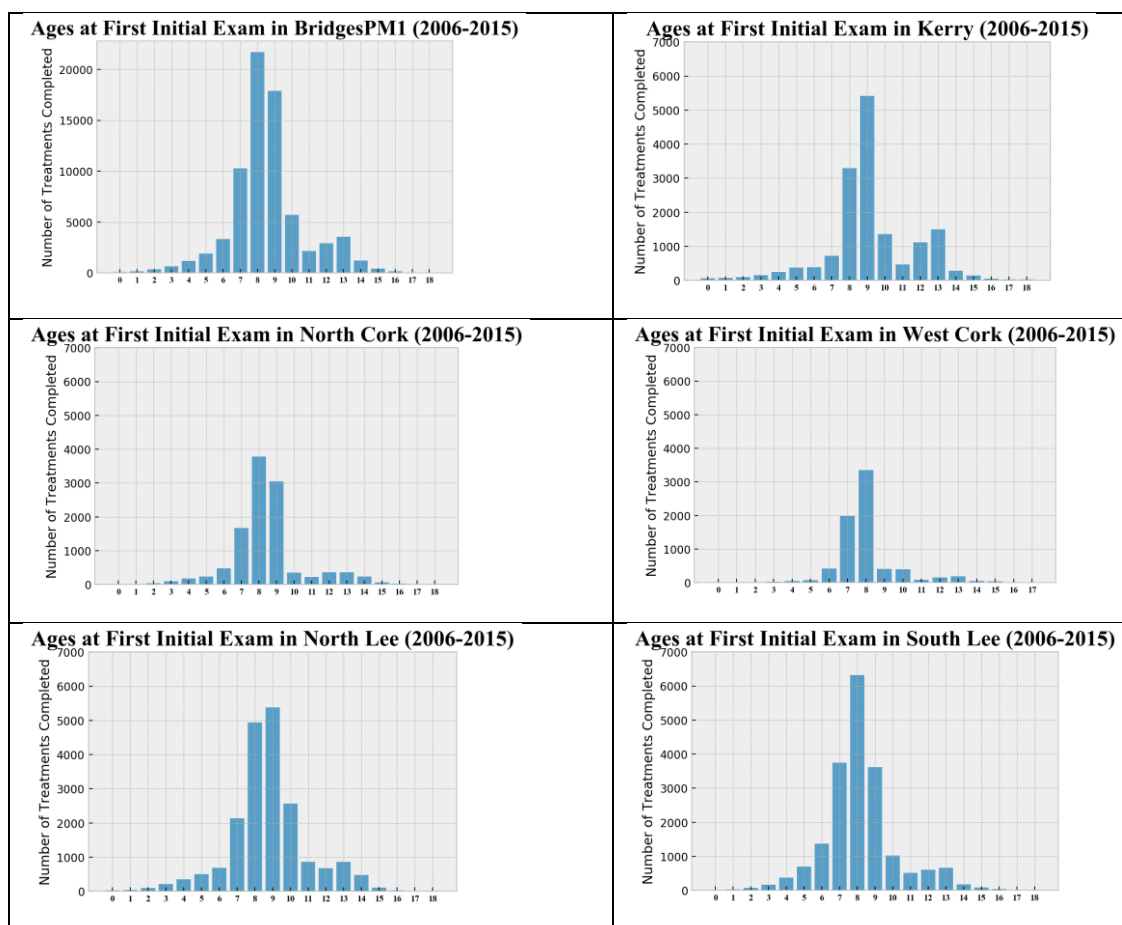 Ages at First Initial Exam in BridgesPM1 (2006-2015)
Number of Treatments Completed
20000
15000
10000
5000
0
0 1 2 3 4 5 6 7 8 9 10 11 12 13 14 15 16 17 18
Ages at First Initial Exam in Kerry (2006-2015)
Number of Treatments Completed
7000
6000
5000
4000
3000
2000
1000
0
0 1 2 3 4 5 6 7 8 9 10 11 12 13 14 15 16 17 18
Ages at First Initial Exam in North Cork (2006-2015)
Number of Treatments Completed
7000
6000
5000
4000
3000
2000
1000
0
0 1 2 3 4 5 6 7 8 9 10 11 12 13 14 15 16 17 18
Ages at First Initial Exam in West Cork (2006-2015)
Number of Treatments Completed
7000
6000
5000
4000
3000
2000
1000
0
0 1 2 3 4 5 6 7 8 9 10 11 12 13 14 15 16 17
Ages at First Initial Exam in North Lee (2006-2015)
Number of Treatments Completed
7000
6000
5000
4000
3000
2000
1000
0
0 1 2 3 4 5 6 7 8 9 10 11 12 13 14 15 16 17 18
Ages at First Initial Exam in South Lee (2006-2015)
Number of Treatments Completed
7000
6000
5000
4000
3000
2000
1000
0
0 1 2 3 4 5 6 7 8 9 10 11 12 13 14 15 16 17 18